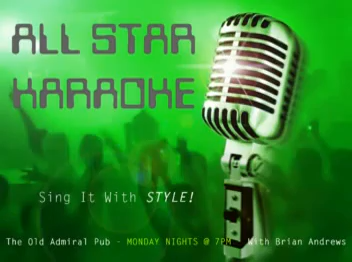 ALL STAR
KARAOKE
Sing It With STYLE!
The Old Admiral Pub - MONDAY NIGHTS @ 7PM - With Brian Andrews